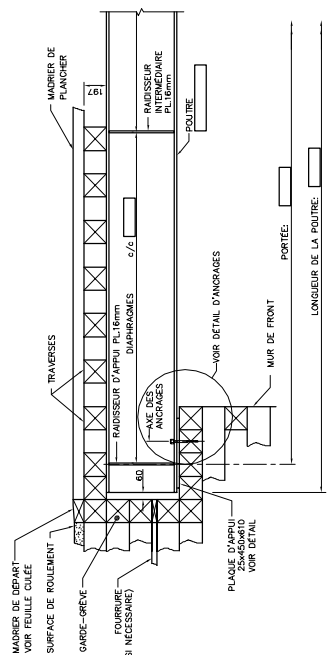 MADRIER DE
PLANCHER
197
TRAVERSES
MADRIER DE DÉPART
VOIR FEUILLE CULÉE
SURFACE DE ROULEMENT
GARDE-GRÈVE
FOURRURE
(SI NÉCESSAIRE)
RAIDISSEUR
INTERMÉDIAIRE
PL.16mm
c/c
DIAPHRAGMES
RAIDISSEUR D'APPUI PL.16mm
POUTRE
AXE DES
ANCRAGES
60
VOIR DÉTAIL D'ANCRAGES
PLAQUE D'APPUI
25x450x610
VOIR DÉTAIL
MUR DE FRONT
PORTÉE:
LONGUEUR DE LA POUTRE: